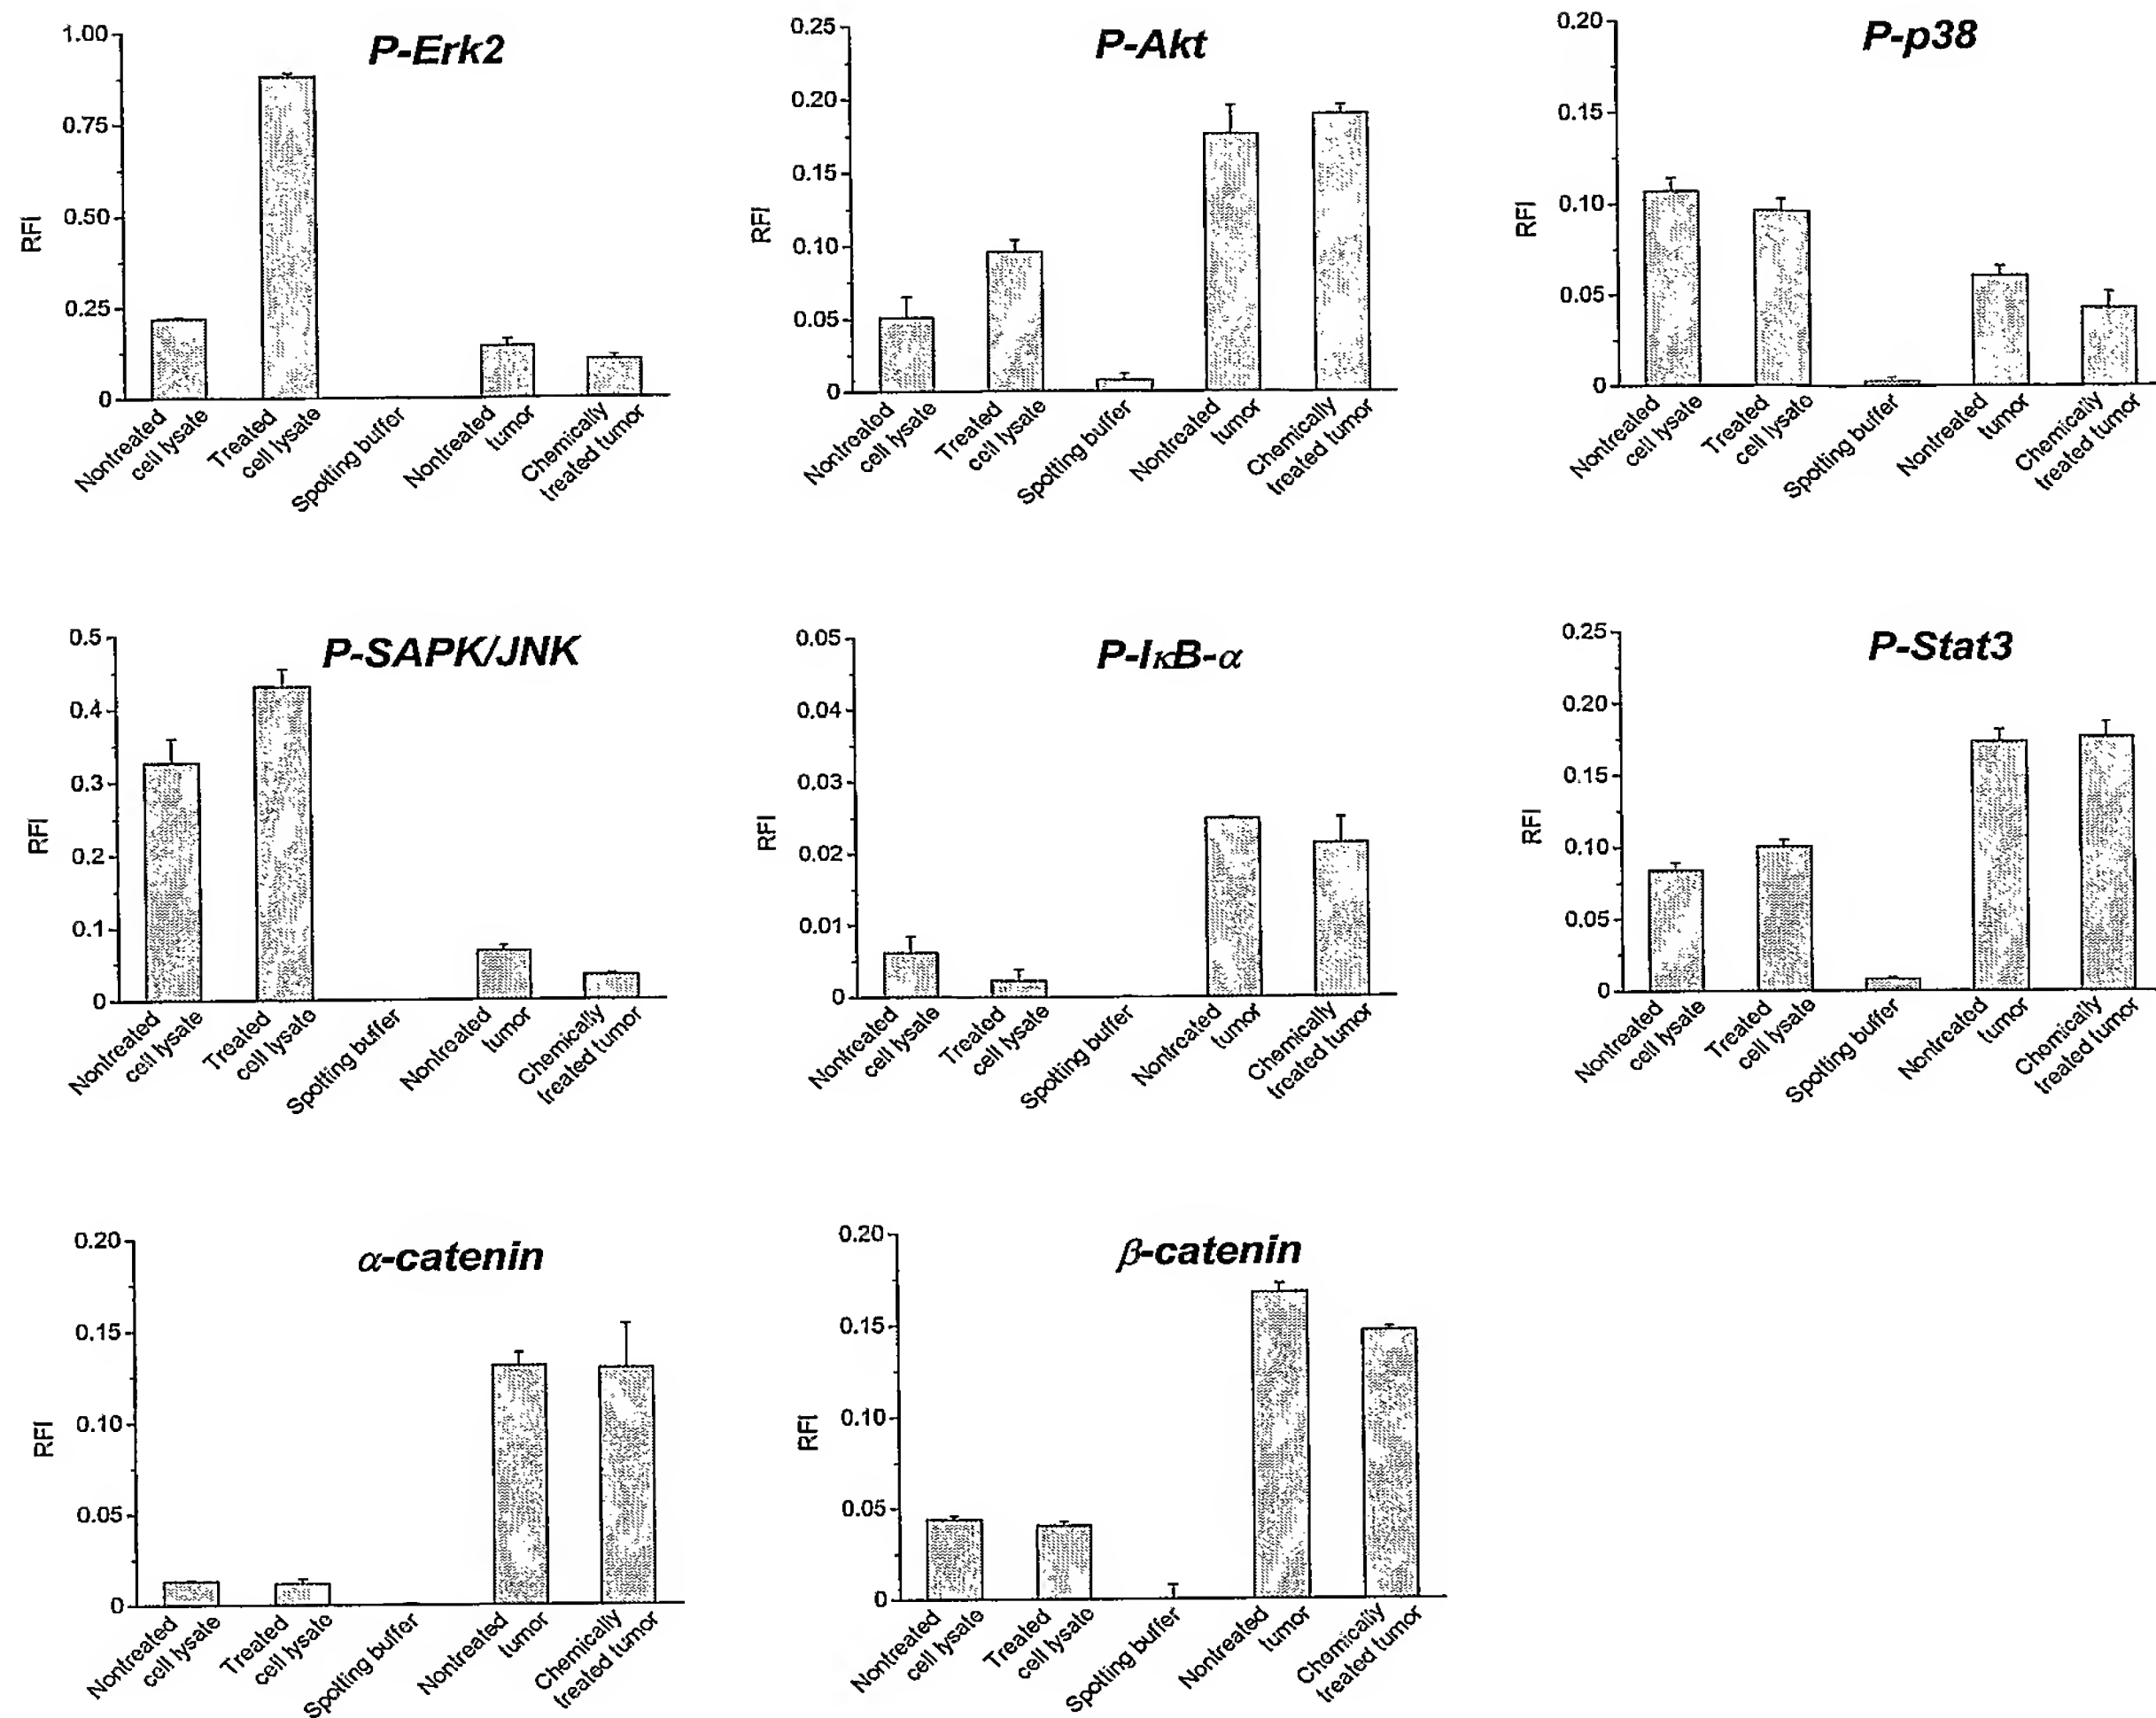 P-Erk2
1.00
0.75
0.50
0.25
0
RFI
Nontreated
cell lysate
Treated
cell lysate
Spotting buffer
Nontreated
tumor
Chemically
treated tumor
P-Akt
0.25
0.20
0.15
0.10
0.05
0
RFI
Nontreated
cell lysate
Treated
cell lysate
Spotting buffer
Nontreated
tumor
Chemically
treated tumor
P-p38
0.20
0.15
0.10
0.05
0
RFI
Nontreated
cell lysate
Treated
cell lysate
Spotting buffer
Nontreated
tumor
Chemically
treated tumor
P-SAPK/JNK
0.5
0.4
0.3
0.2
0.1
0
RFI
Nontreated
cell lysate
Treated
cell lysate
Spotting buffer
Nontreated
tumor
Chemically
treated tumor
P-IκB-α
0.05
0.04
0.03
0.02
0.01
0
RFI
Nontreated
cell lysate
Treated
cell lysate
Spotting buffer
Nontreated
tumor
Chemically
treated tumor
P-Stat3
0.25
0.20
0.15
0.10
0.05
0
RFI
Nontreated
cell lysate
Treated
cell lysate
Spotting buffer
Nontreated
tumor
Chemically
treated tumor
α-catenin
0.20
0.15
0.10
0.05
0
RFI
Nontreated
cell lysate
Treated
cell lysate
Spotting buffer
Nontreated
tumor
Chemically
treated tumor
β-catenin
0.20
0.15
0.10
0.05
0
RFI
Nontreated
cell lysate
Treated
cell lysate
Spotting buffer
Nontreated
tumor
Chemically
treated tumor